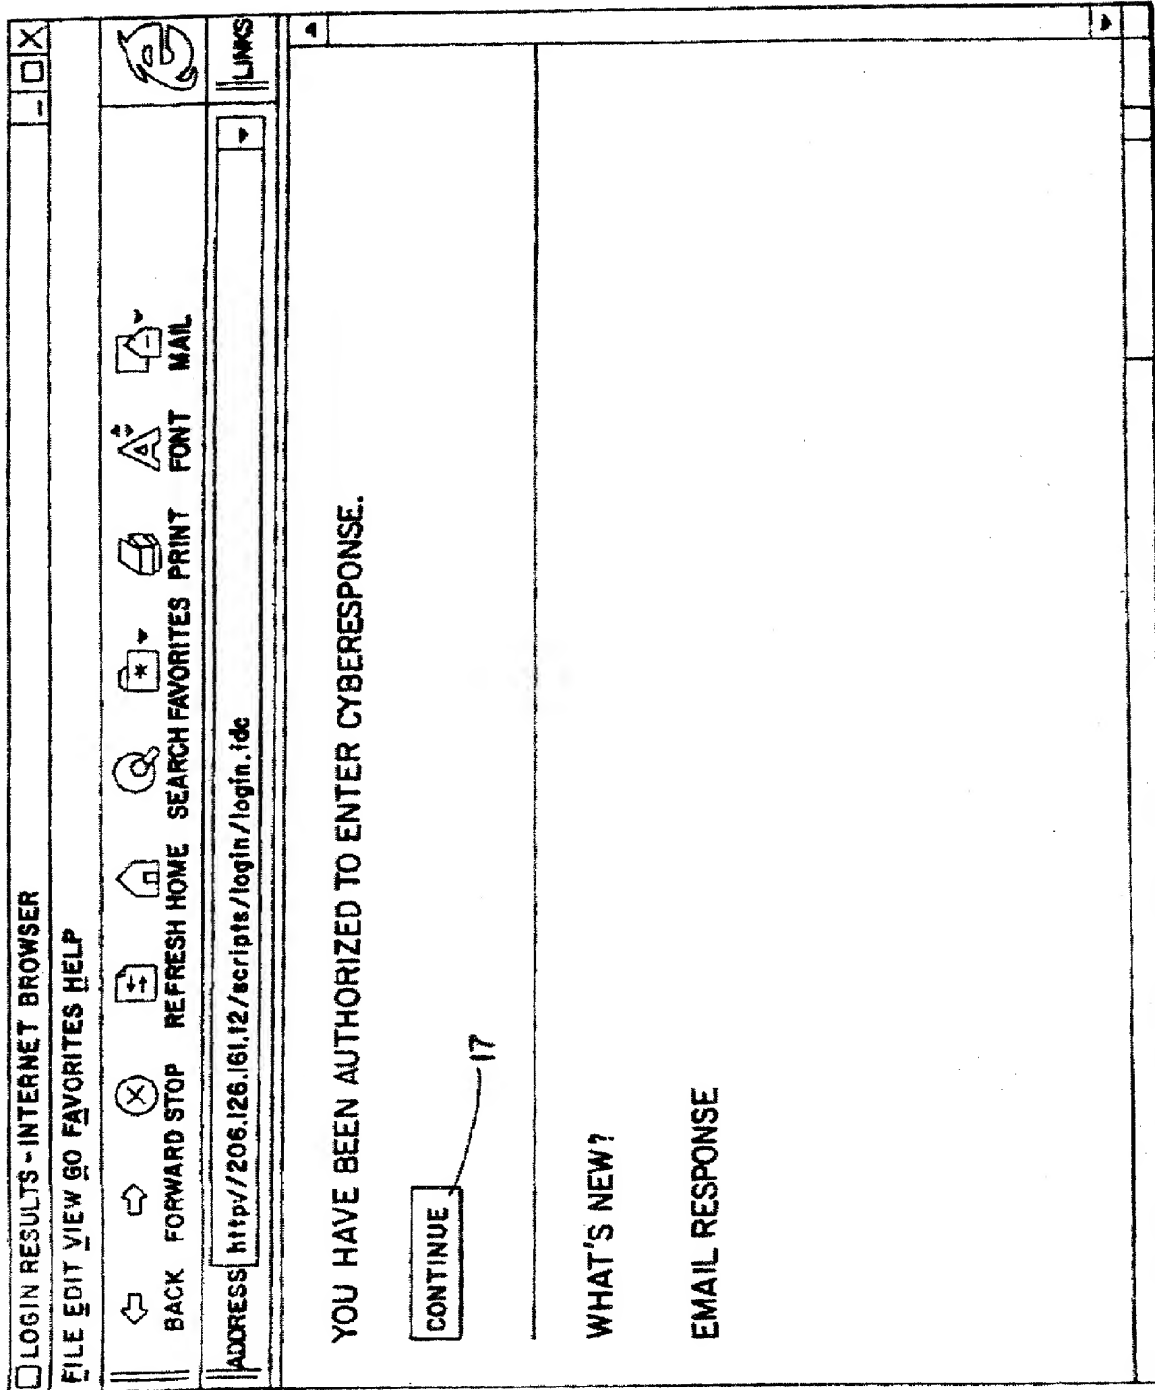 LOGIN RESULTS - INTERNET BROWSER
FILE EDIT VIEW GO FAVORITES HELP
BACK FORWARD STOP REFRESH HOME SEARCH FAVORITES PRINT FONT MAIL
ADDRESS http://206.126.161.12/scripts/login/login.idc LINKS
YOU HAVE BEEN AUTHORIZED TO ENTER CYBERESPONSE.
CONTINUE
17
WHAT'S NEW?
EMAIL RESPONSE